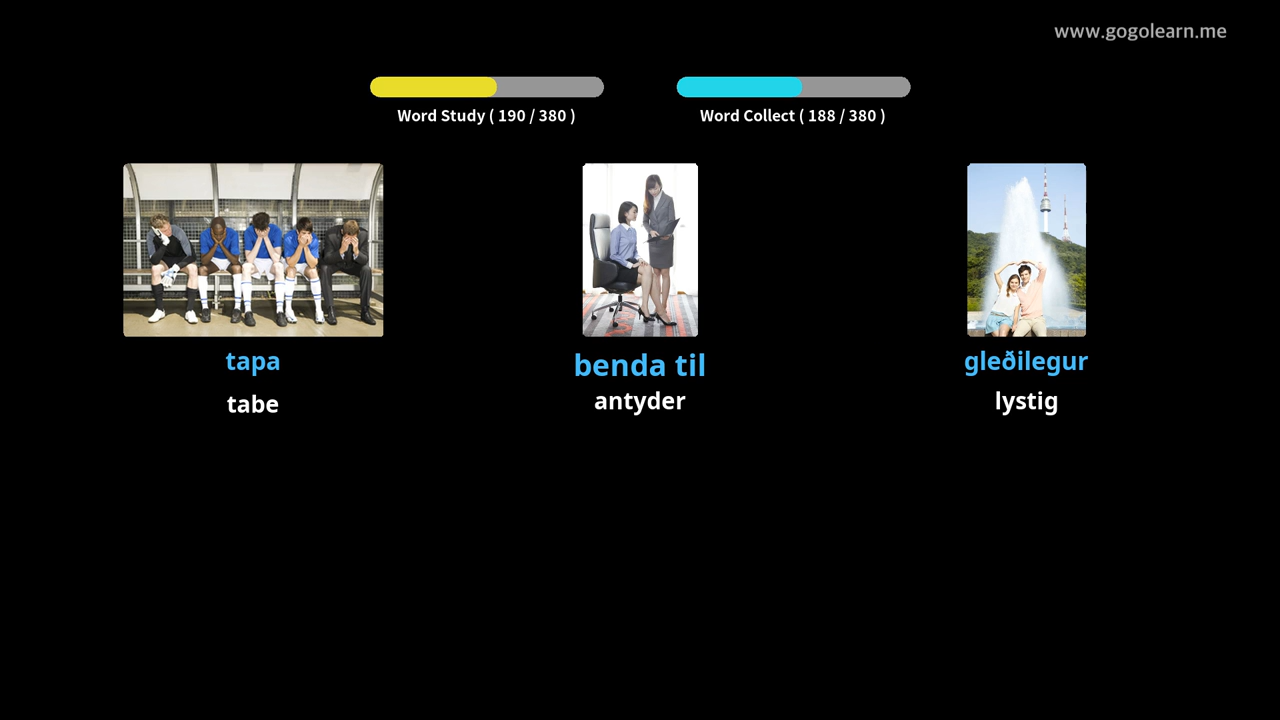 www.gogolearn.me
Word Study ( 190 / 380 )
Word Collect ( 188 / 380 )
tapa
benda til
gleðilegur
tabe
antyder
lystig